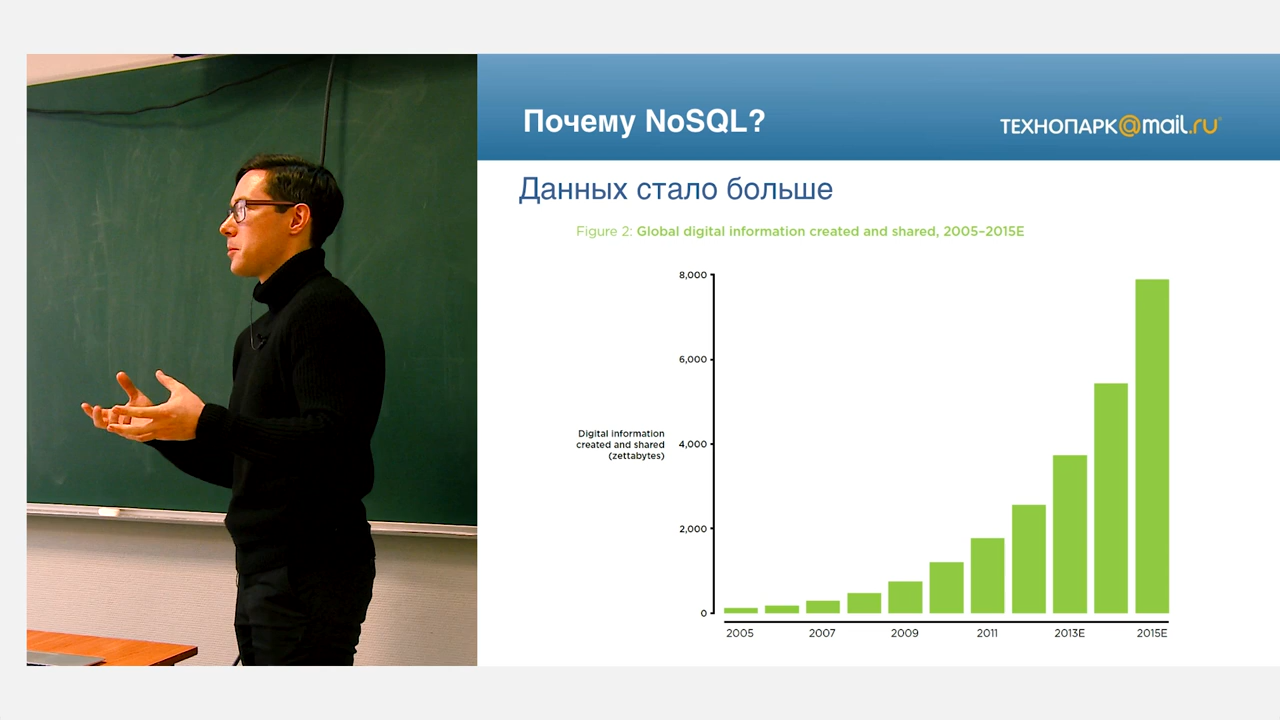 Почему NoSQL?
ТЕХНОПАРК@mail.ru
Данных стало больше
Figure 2: Global digital information created and shared, 2005–2015E
8,000
6,000
Digital information
created and shared
(zettabytes)
4,000
2,000
0
2005 2007 2009 2011 2013E 2015E